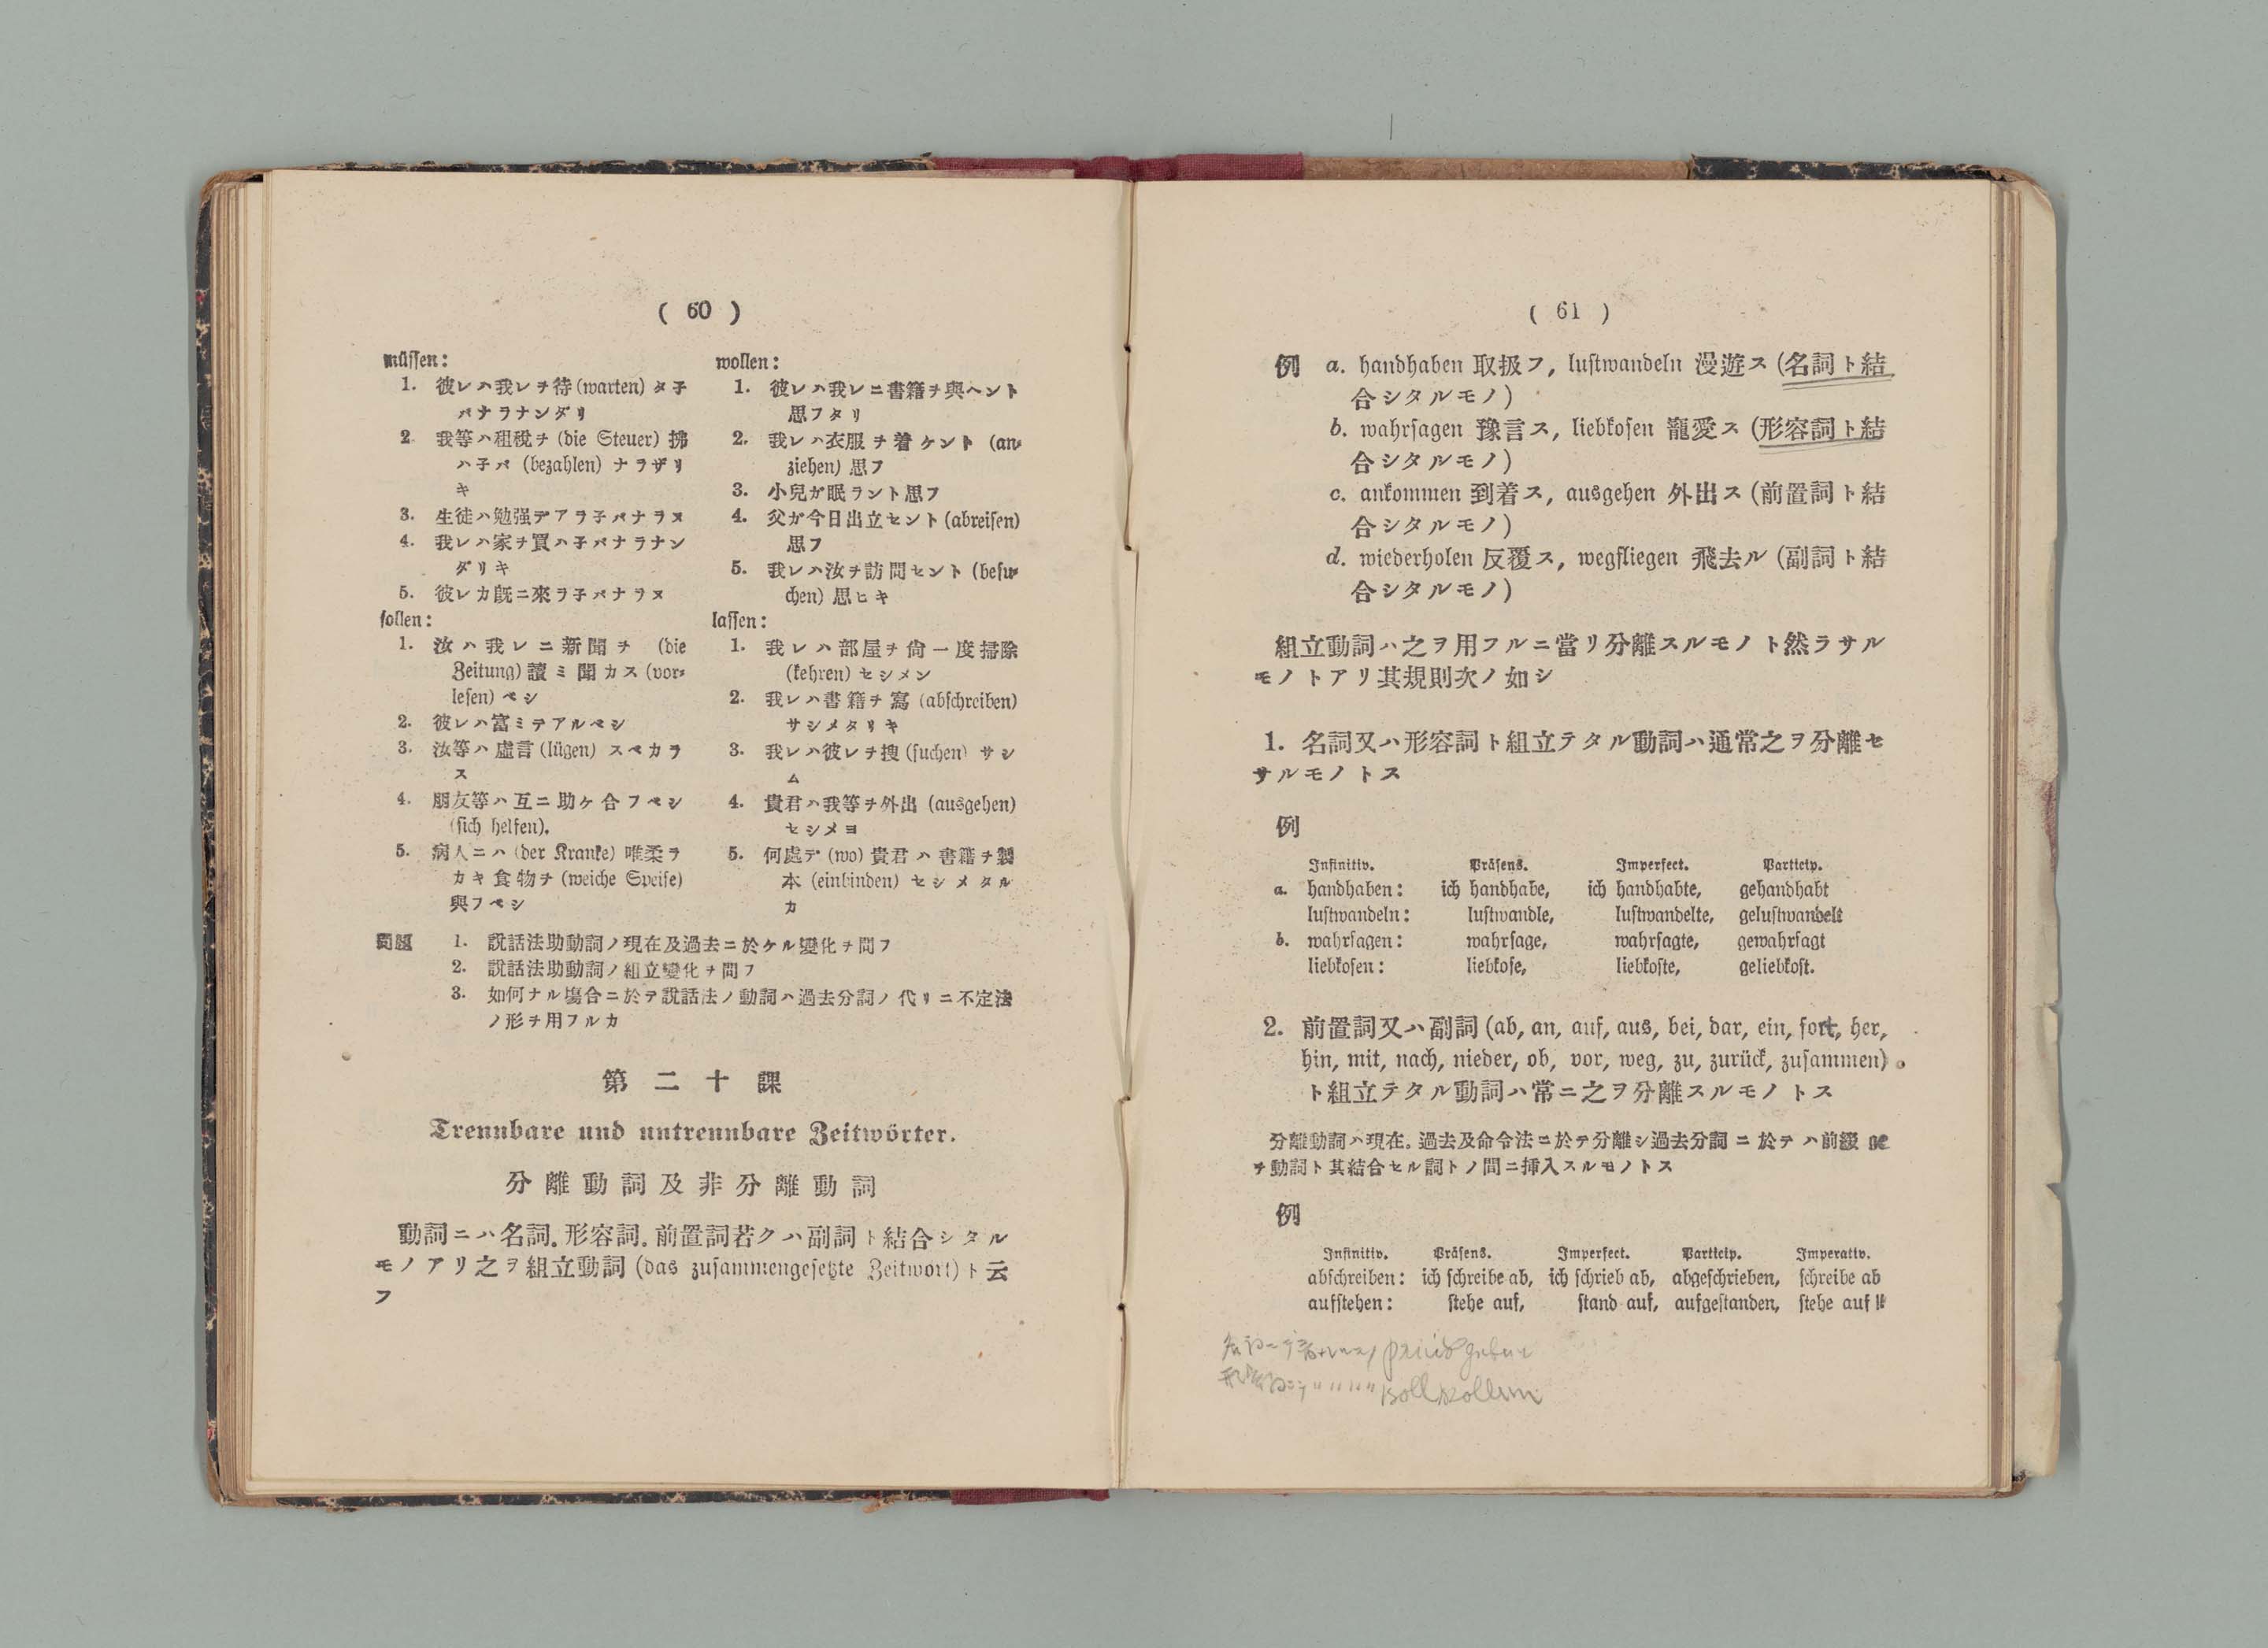 ( 60 )
müſſen:
1. 彼レハ我レヲ待(warten) タ子
バナラナンダリ
2 我等ハ租税ヲ (die Steuer) 拂
ハ子バ (bezahlen) ナラザリ
キ
3. 生徒ハ勉强デアラ子バナラヌ
4. 我レハ家ヲ買ハ子バナラナン
ダリキ
5. 彼レカ既ニ來ラ子バナラヌ
ſollen:
1. 汝ハ我レニ新聞ヲ (die
Zeitung) 讀ミ聞カス (vor-
leſen) ベシ
2. 彼レハ富ミテアルベシ
3. 汝等ハ虛言 (lügen) スベカラ
ス
4. 朋友等ハ互ニ助ケ合フベシ
(ſich helfen).
5. 病人ニハ (der Kranke) 唯柔ラ
カキ食物ヲ (weiche Speiſe)
與フベシ
wollen:
1. 彼レハ我レニ書籍ヲ與ヘント
思フタリ
2. 我レハ衣服ヲ着ケント (an-
ziehen) 思フ
3. 小兒ガ眠ラント思フ
4. 父ガ今日出立セント (abreiſen)
思フ
5. 我レハ汝ヲ訪問セント (beſu-
chen) 思ヒキ
laſſen:
1. 我レハ部屋ヲ尙一度掃除
(kehren) セシメン
2. 我レハ書籍ヲ寫 (abſchreiben)
サシメタリキ
3. 我レハ彼レヲ搜 (ſuchen) サシ
ム
4. 貴君ハ我等ヲ外出 (ausgehen)
セシメヨ
5. 何處デ (wo) 貴君ハ書籍ヲ製
本 (einbinden) セシメタル
カ
問題 1. 說話法助動詞ノ現在及過去ニ於ケル變化ヲ問フ
2. 說話法助動詞ノ組立變化ヲ問フ
3. 如何ナル塲合ニ於テ說話法ノ動詞ハ過去分詞ノ代リニ不定法
ノ形ヲ用フルカ
第二十課
Trennbare und untrennbare Zeitwörter.
分離動詞及非分離動詞
動詞ニハ名詞。形容詞。前置詞若クハ副詞ト結合シタル
モノアリ之ヲ組立動詞 (das zuſammengeſetzte Zeitwort) ト云
フ
( 61 )
例 a. handhaben 取扱フ, luſtwandeln 漫遊ス (名詞ト結
合シタルモノ)
b. wahrſagen 豫言ス, liebkoſen 寵愛ス (形容詞ト結
合シタルモノ)
c. ankommen 到着ス, ausgehen 外出ス (前置詞ト結
合シタルモノ)
d. wiederholen 反覆ス, wegfliegen 飛去ル (副詞ト結
合シタルモノ)
組立動詞ハ之ヲ用フルニ當リ分離スルモノト然ラサル
モノトアリ其規則次ノ如シ
1. 名詞又ハ形容詞ト組立テタル動詞ハ通常之ヲ分離セ
サルモノトス
例
Infinitiv. Präſens. Imperfect. Particip.
a. handhaben: ich handhabe, ich handhabte, gehandhabt
luſtwandeln: luſtwandle, luſtwandelte, geluſtwandelt
b. wahrſagen: wahrſage, wahrſagte, gewahrſagt
liebkoſen: liebkoſe, liebkoſte, geliebkoſt.
2. 前置詞又ハ副詞 (ab, an, auf, aus, bei, dar, ein, fort, her,
hin, mit, nach, nieder, ob, vor, weg, zu, zurück, zuſammen)
ト組立テタル動詞ハ常ニ之ヲ分離スルモノトス
分離動詞ハ現在。過去及命令法ニ於テ分離シ過去分詞ニ於テハ前綴 ge
ヲ動詞ト其結合セル詞トノ間ニ挿入スルモノトス
例
Infinitiv. Präſens. Imperfect. Particip. Imperativ.
abſchreiben: ich ſchreibe ab, ich ſchrieb ab, abgeſchrieben, ſchreibe ab
aufſtehen: ſtehe auf, ſtand auf, aufgeſtanden, ſtehe auf